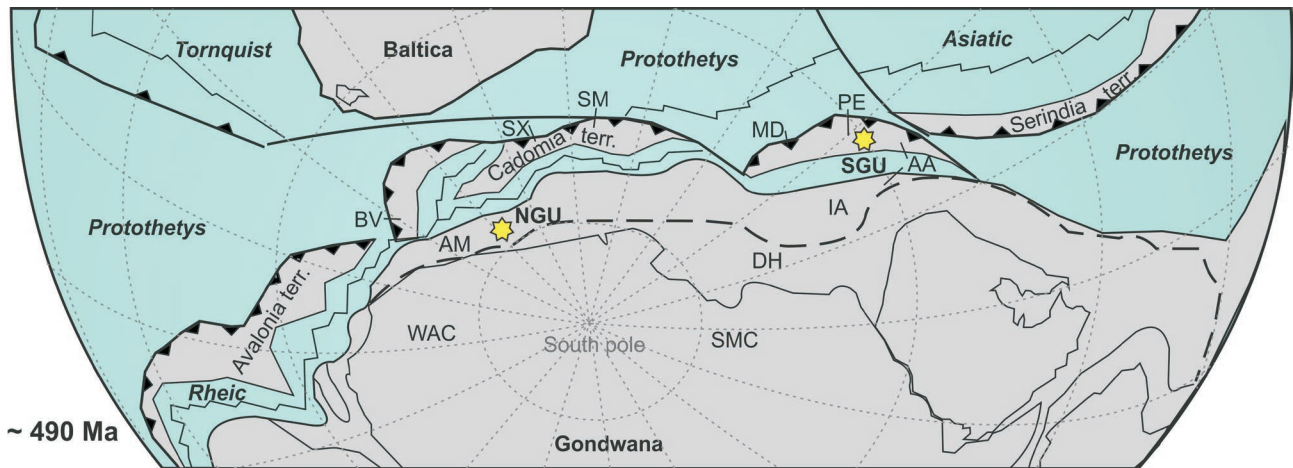 Tornquist
Baltica
Protothetys
Asiatic
Serindia terr.
SM
PE
SX
MD
Cadomia terr.
SGU
AA
Protothetys
BV
NGU
IA
Protothetys
AM
DH
Avalonia terr.
WAC
South pole
SMC
Rheic
~ 490 Ma
Gondwana